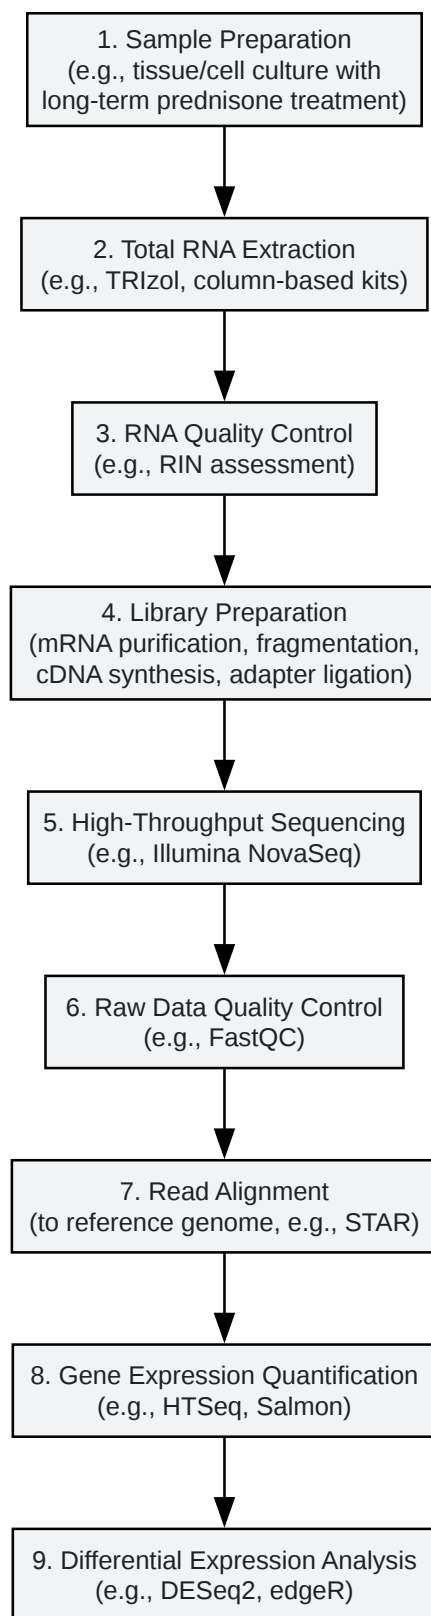 1. Sample Preparation
(e.g., tissue/cell culture with
long-term prednisone treatment)
2. Total RNA Extraction
(e.g., TRIzol, column-based kits)
3. RNA Quality Control
(e.g., RIN assessment)
4. Library Preparation
(mRNA purification, fragmentation,
cDNA synthesis, adapter ligation)
5. High-Throughput Sequencing
(e.g., Illumina NovaSeq)
6. Raw Data Quality Control
(e.g., FastQC)
7. Read Alignment
(to reference genome, e.g., STAR)
8. Gene Expression Quantification
(e.g., HTSeq, Salmon)
9. Differential Expression Analysis
(e.g., DESeq2, edgeR)